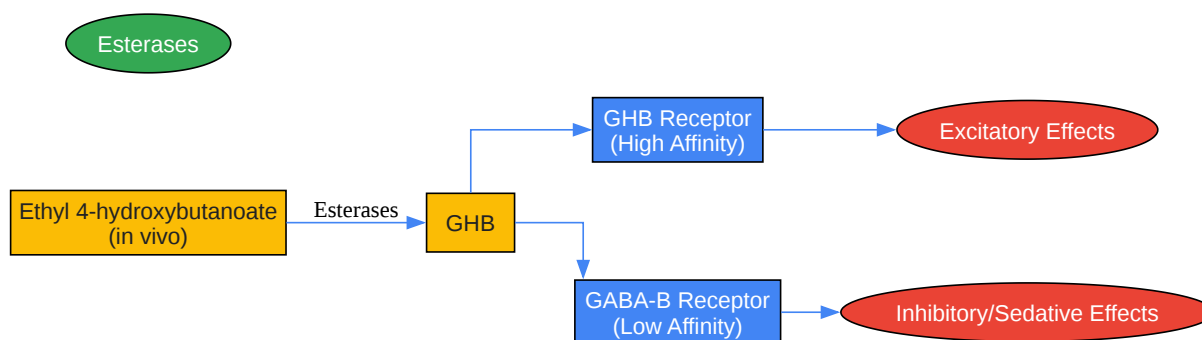 Esterases
GHB Receptor
(High Affinity)
Excitatory Effects
Ethyl 4-hydroxybutanoate
(in vivo)
Esterases
GHB
GABA-B Receptor
(Low Affinity)
Inhibitory/Sedative Effects